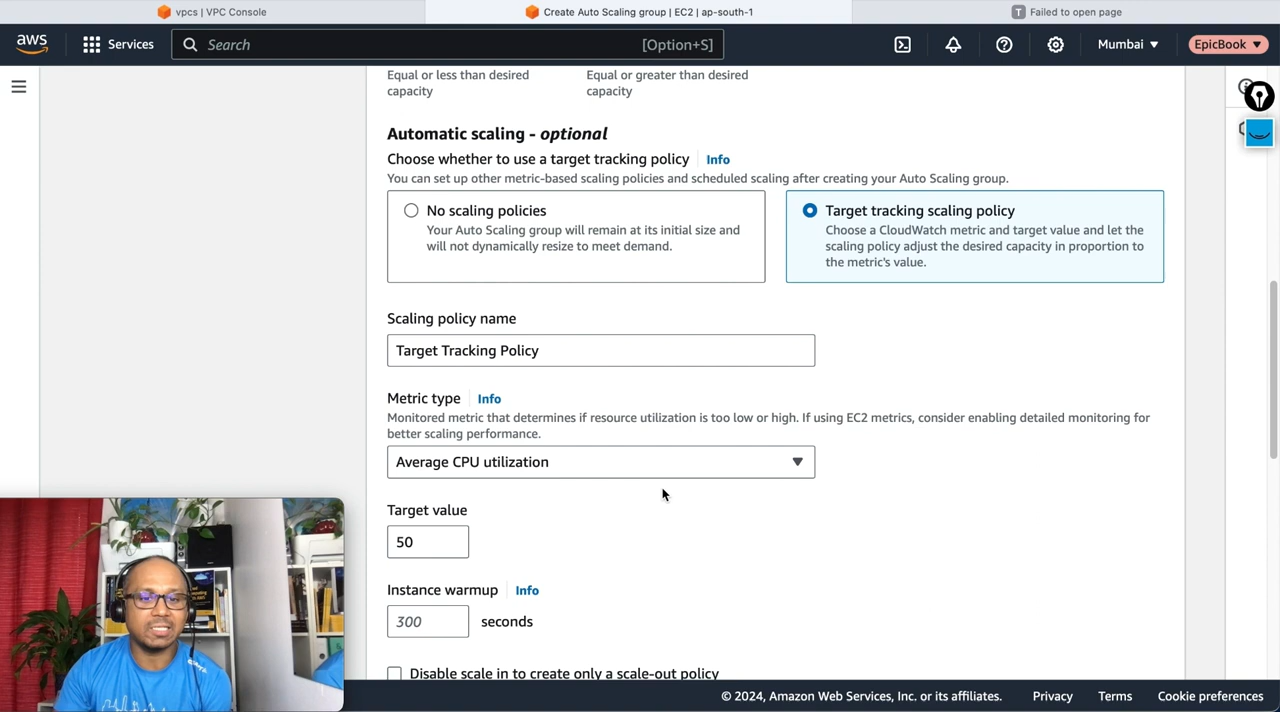 vpcs | VPC Console
Create Auto Scaling group | EC2 | ap-south-1
T Failed to open page
aws
Services
Search
[Option+S]
Mumbai
EpicBook
Equal or less than desired
capacity
Equal or greater than desired
capacity
Automatic scaling - optional
Choose whether to use a target tracking policy
Info
You can set up other metric-based scaling policies and scheduled scaling after creating your Auto Scaling group.
No scaling policies
Your Auto Scaling group will remain at its initial size and
will not dynamically resize to meet demand.
Target tracking scaling policy
Choose a CloudWatch metric and target value and let the
scaling policy adjust the desired capacity in proportion to
the metric's value.
Scaling policy name
Target Tracking Policy
Metric type
Info
Monitored metric that determines if resource utilization is too low or high. If using EC2 metrics, consider enabling detailed monitoring for
better scaling performance.
Average CPU utilization
Target value
50
Instance warmup
Info
300
seconds
Disable scale in to create only a scale-out policy
© 2024, Amazon Web Services, Inc. or its affiliates.
Privacy
Terms
Cookie preferences